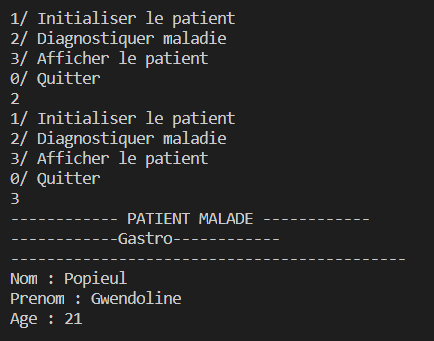 1/ Initialiser le patient
2/ Diagnostiquer maladie
3/ Afficher le patient
0/ Quitter
2
1/ Initialiser le patient
2/ Diagnostiquer maladie
3/ Afficher le patient
0/ Quitter
3
------------ PATIENT MALADE ------------
------------Gastro------------
--------------------------------------------
Nom : Popieul
Prenom : Gwendoline
Age : 21